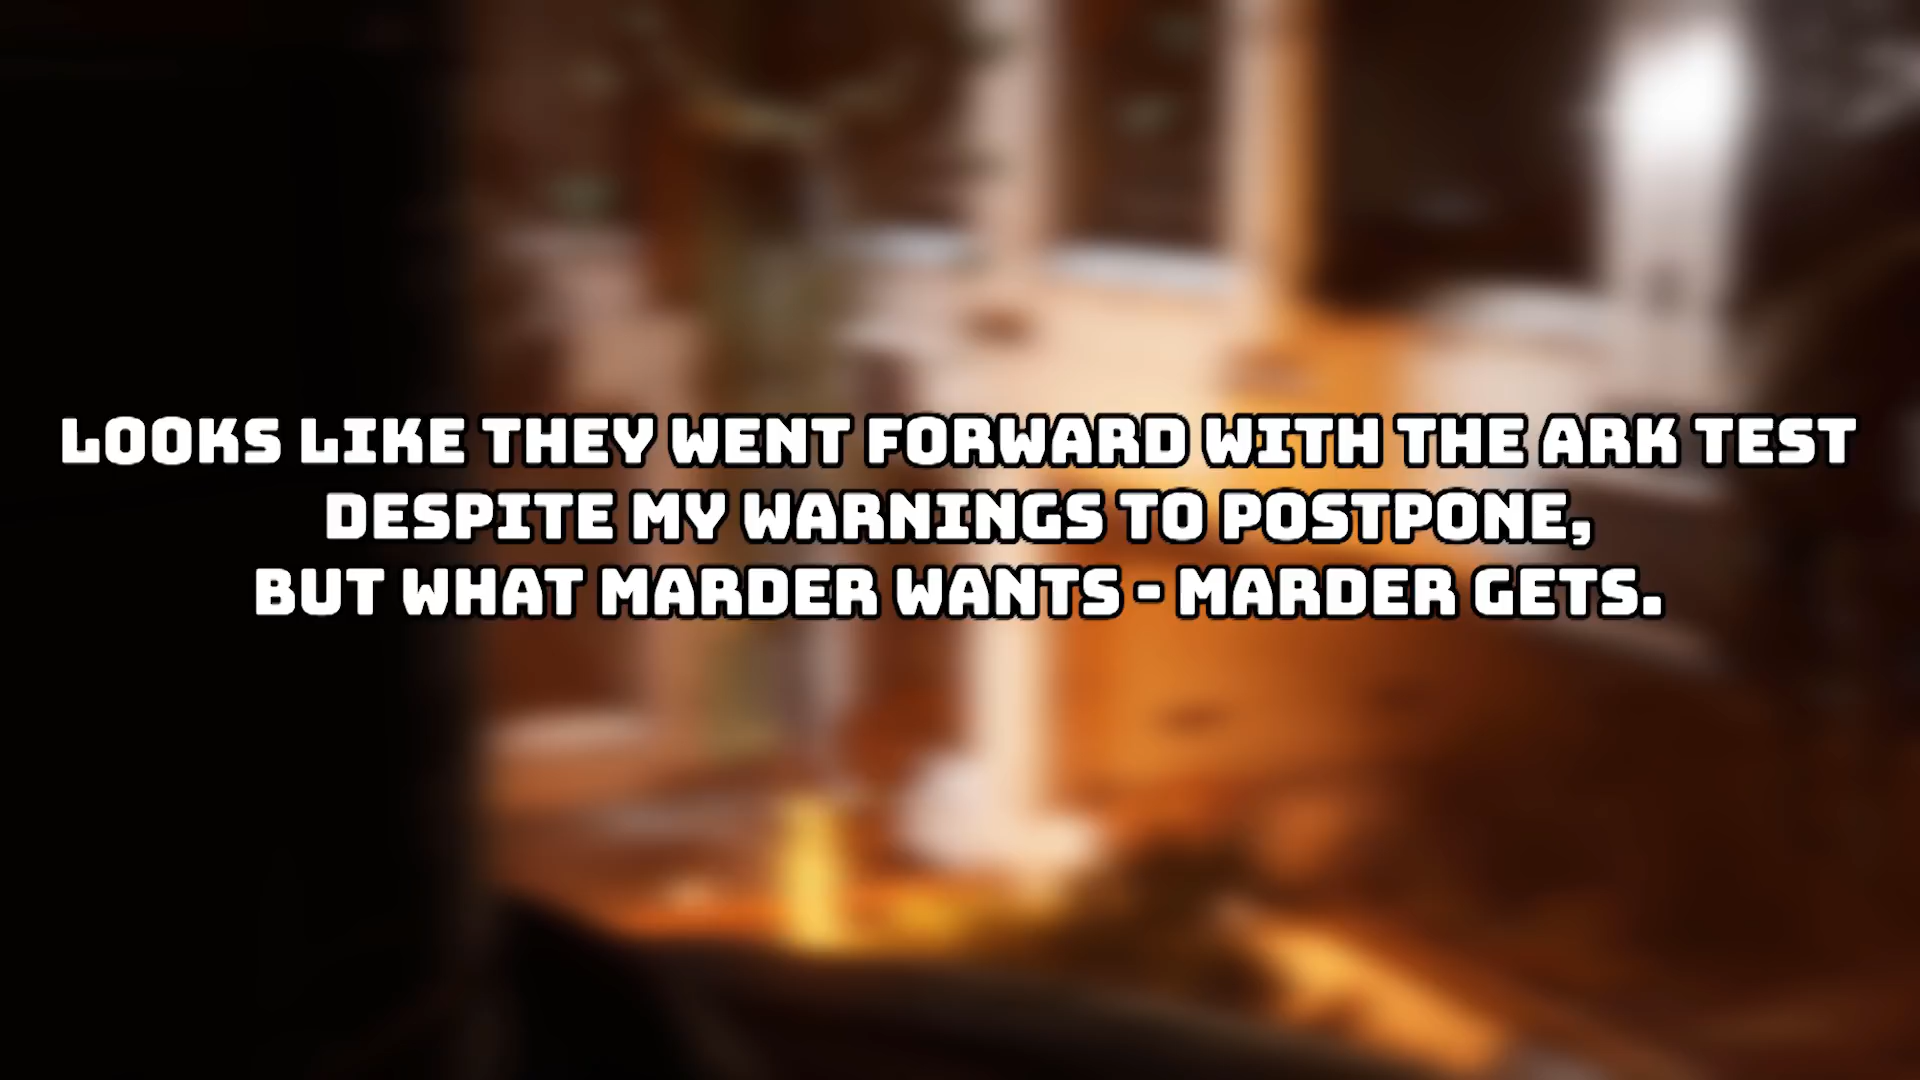 LOOKS LIKE THEY WENT FORWARD WITH THE ARK TEST
DESPITE MY WARNINGS TO POSTPONE,
BUT WHAT MARDER WANTS - MARDER GETS.